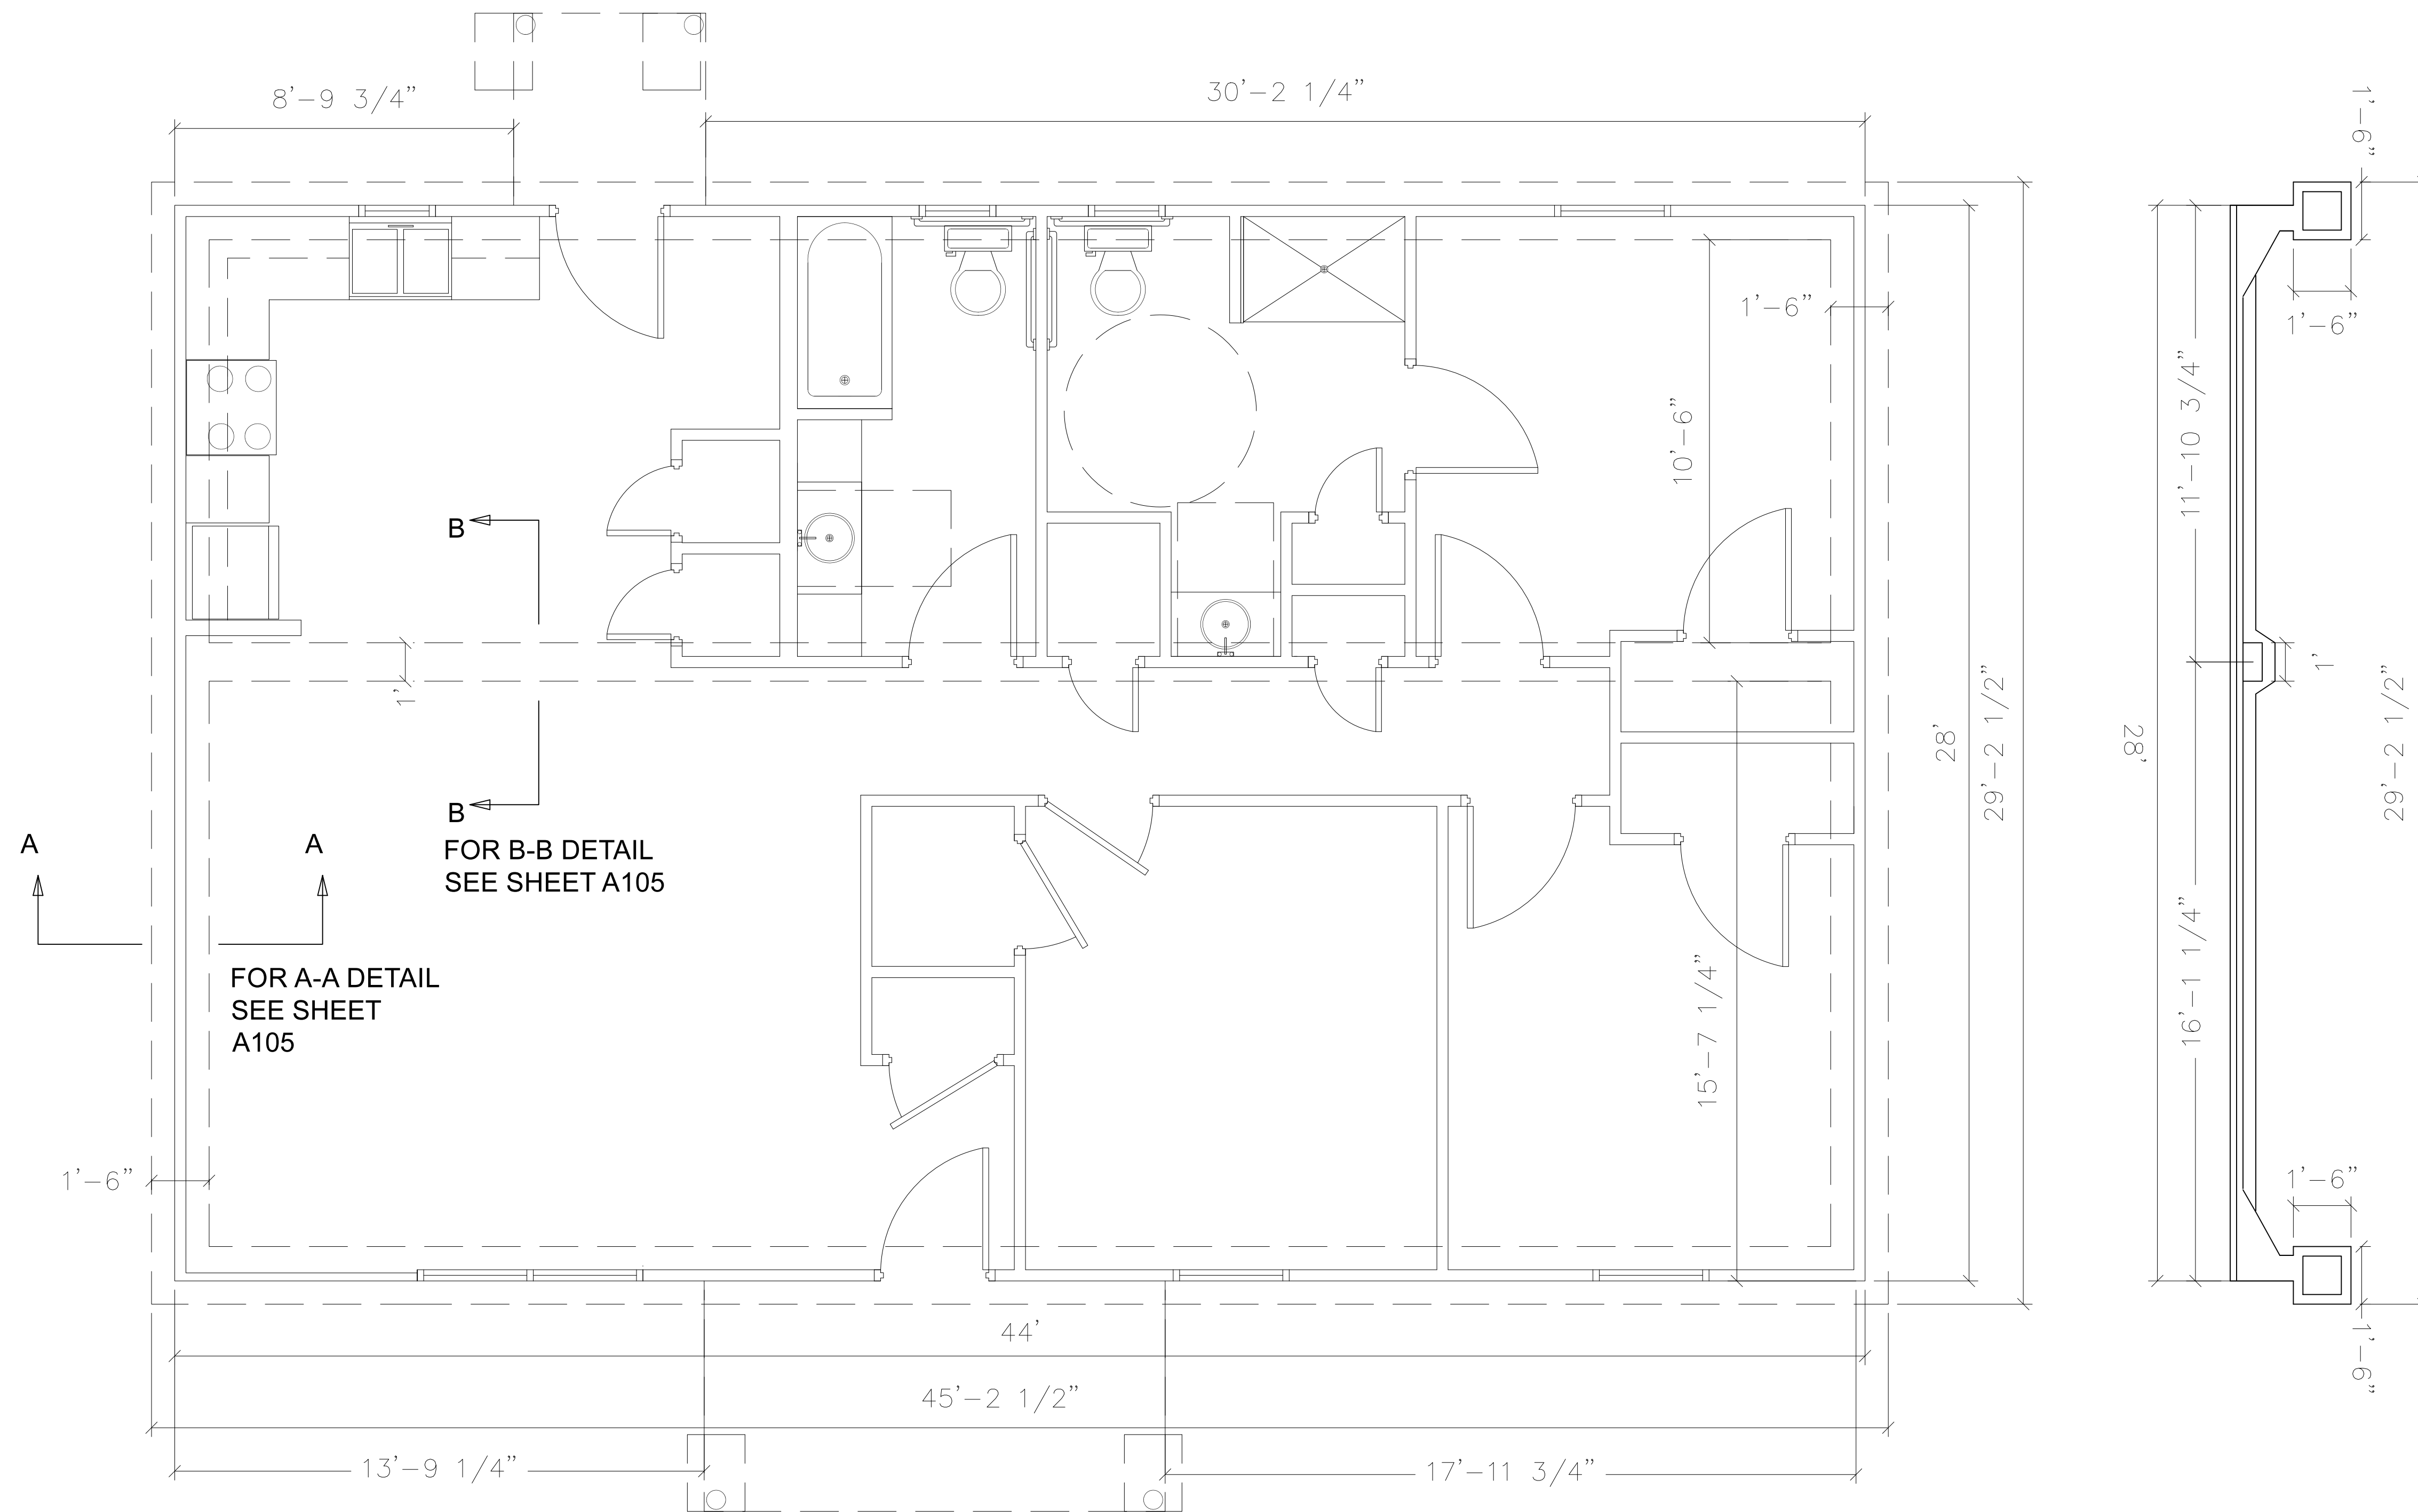 8'-9 3/4"
30'-2 1/4"
1'-6"
1'-6"
1'-6"
10'-6"
11'-10 3/4"
B
1'
1'
28'
29'-2 1/2"
28'
29'-2 1/2"
B
A
A
FOR B-B DETAIL
SEE SHEET A105
FOR A-A DETAIL
SEE SHEET
A105
15'-7 1/4"
16'-1 1/4"
1'-6"
1'-6"
44'
1'-6"
45'-2 1/2"
13'-9 1/4"
17'-11 3/4"